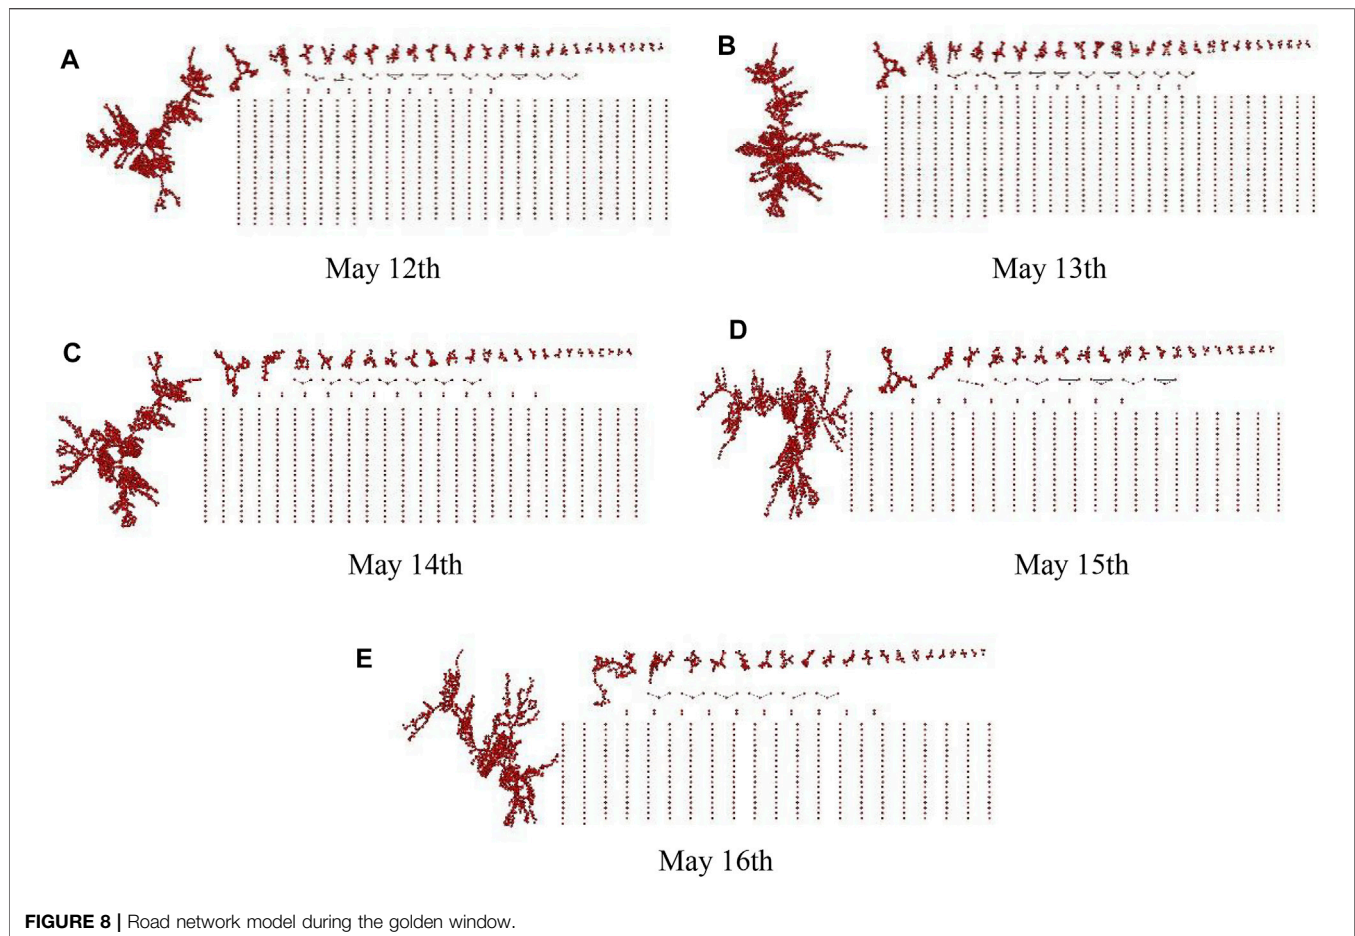 A
May 12th
B
May 13th
C
May 14th
D
May 15th
E
May 16th
FIGURE 8 | Road network model during the golden window.